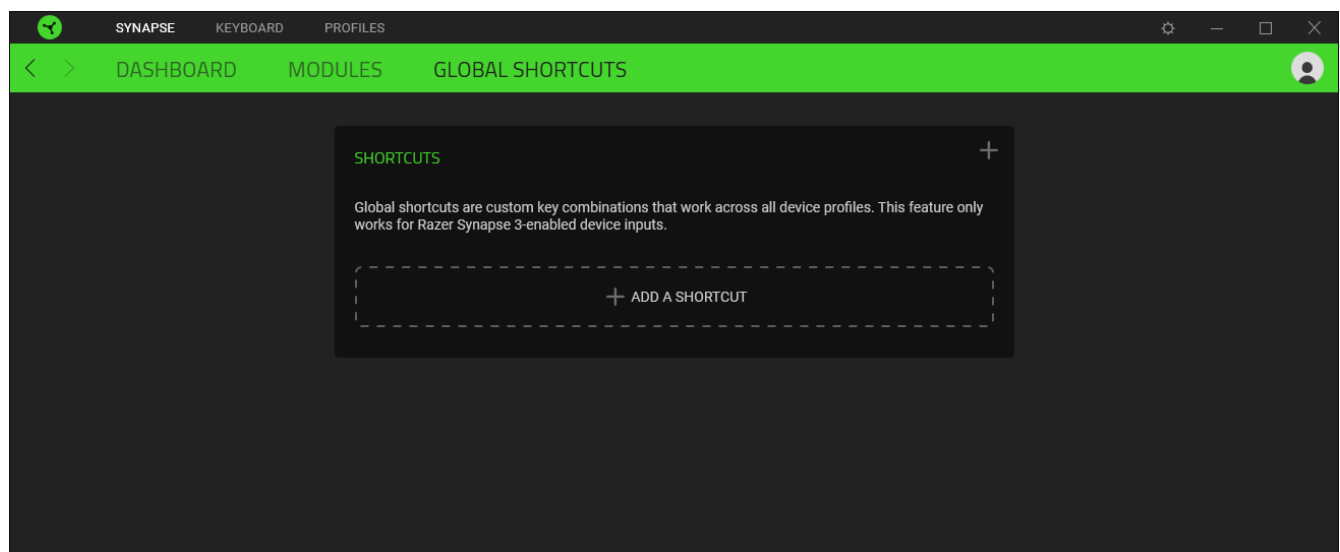 SYNAPSE KEYBOARD PROFILES
DASHBOARD MODULES GLOBAL SHORTCUTS
SHORTCUTS
Global shortcuts are custom key combinations that work across all device profiles. This feature only
works for Razer Synapse 3-enabled device inputs.
ADD A SHORTCUT